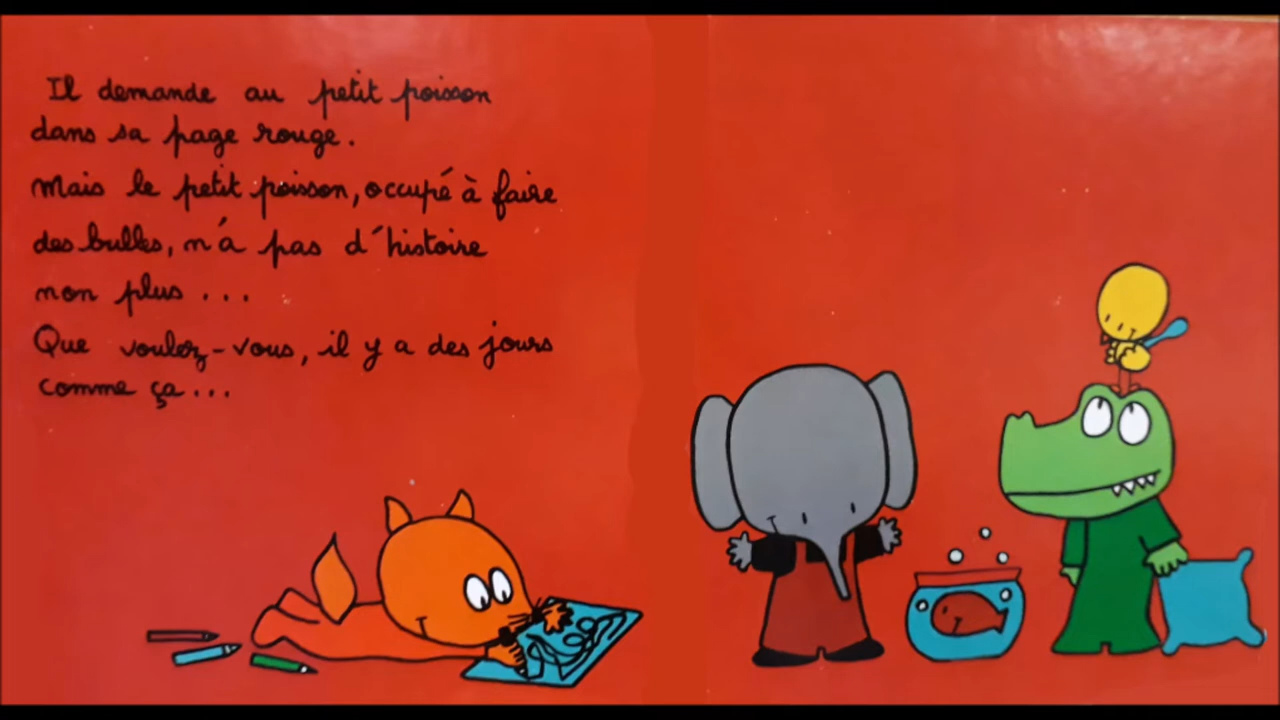 Il demande au petit poisson
dans sa page rouge.
Mais le petit poisson, occupé à faire
des bulles, n'a pas d'histoire
non plus...
Que voulez-vous, il y a des jours
comme ça...